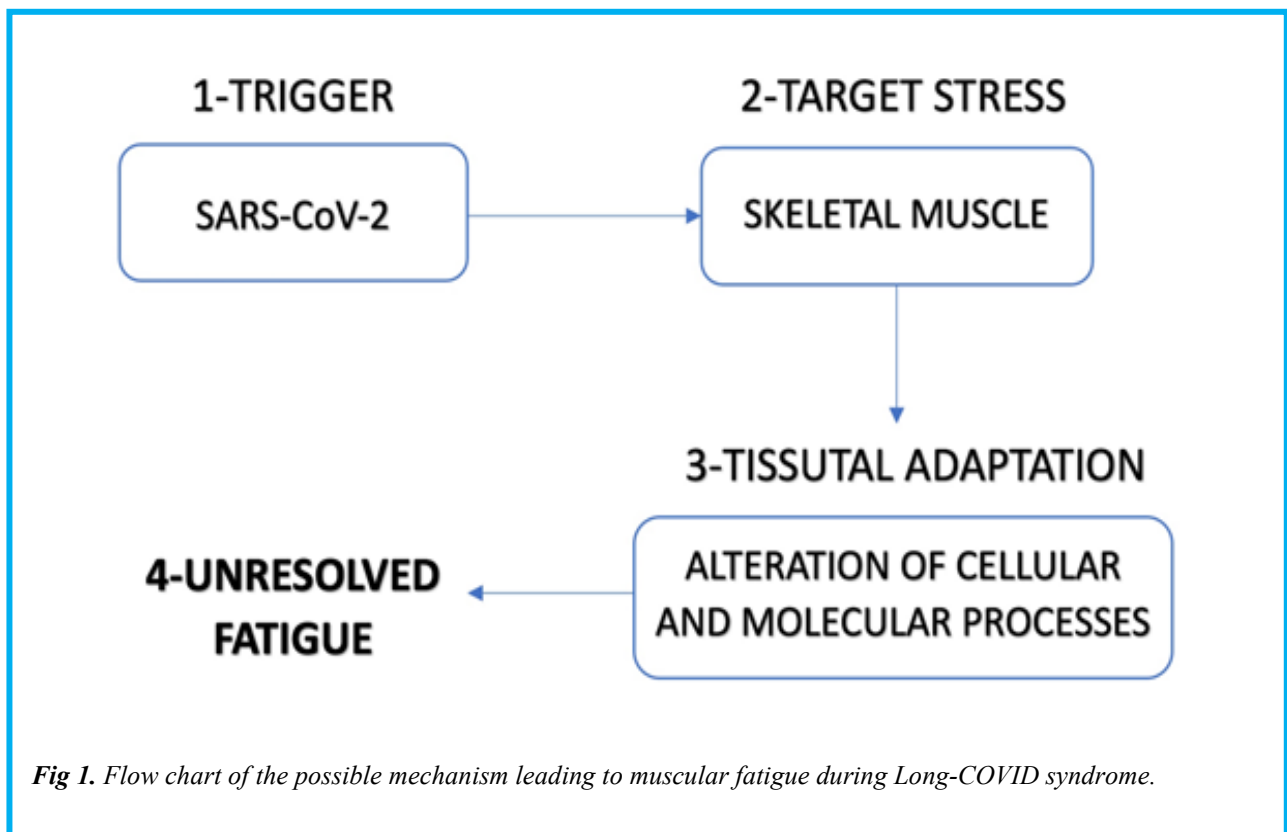 1-TRIGGER
SARS-CoV-2
2-TARGET STRESS
SKELETAL MUSCLE
3-TISSUTAL ADAPTATION
ALTERATION OF CELLULAR
AND MOLECULAR PROCESSES
4-UNRESOLVED
FATIGUE
Fig 1. Flow chart of the possible mechanism leading to muscular fatigue during Long-COVID syndrome.